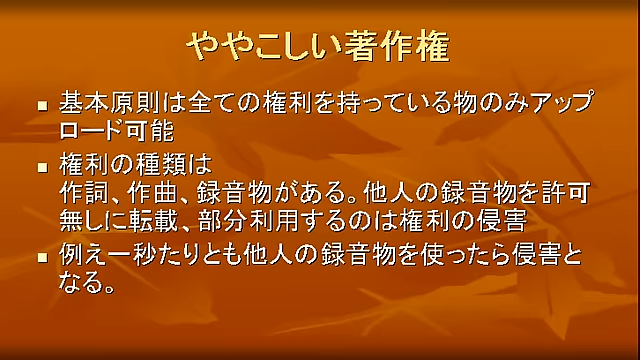 ややこしい著作権
基本原則は全ての権利を持っている物のみアップ
ロード可能
権利の種類は
作詞、作曲、録音物がある。他人の録音物を許可
無しに転載、部分利用するのは権利の侵害
例え一秒たりとも他人の録音物を使ったら侵害と
なる。